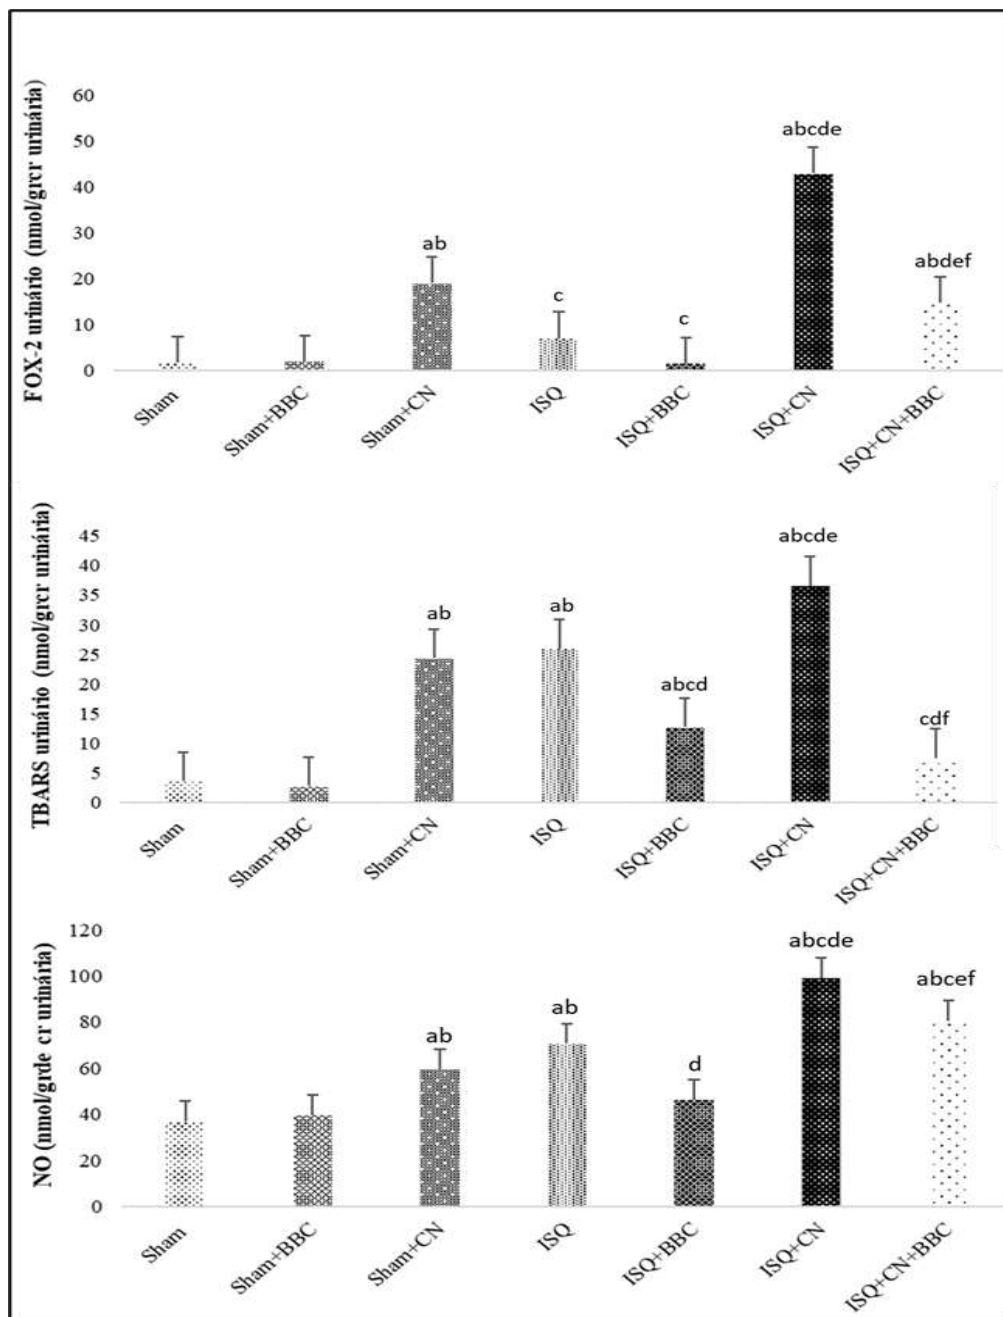 FOX-2 urinário (nmol/grcr urinária)
60
50
40
30
20
10
0
ab
c
c
abcde
abdef
Sham
Sham+BBC
Sham+CN
ISQ
ISQ+BBC
ISQ+CN
ISQ+CN+BBC
TBARS urinário (nmol/grcr urinária)
45
40
35
30
25
20
15
10
5
0
ab
ab
abcd
abcde
cdf
Sham
Sham+BBC
Sham+CN
ISQ
ISQ+BBC
ISQ+CN
ISQ+CN+BBC
NO (nmol/grde cr urinária)
120
100
80
60
40
20
0
ab
ab
d
abcde
abcef
Sham
Sham+BBC
Sham+CN
ISQ
ISQ+BBC
ISQ+CN
ISQ+CN+BBC